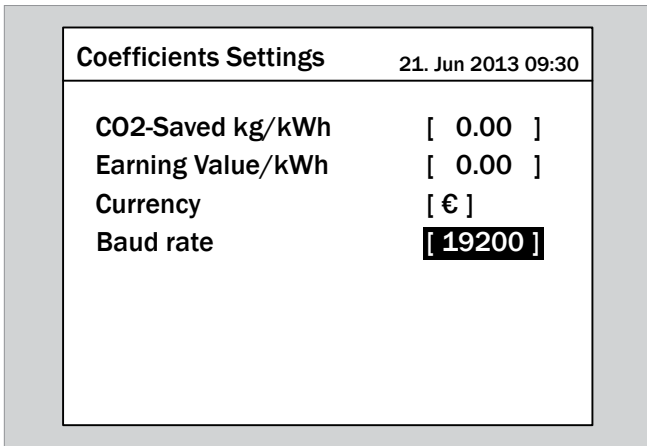 Coefficients Settings 21. Jun 2013 09:30
CO2-Saved kg/kWh [ 0.00 ]
Earning Value/kWh [ 0.00 ]
Currency [ € ]
Baud rate [ 19200 ]